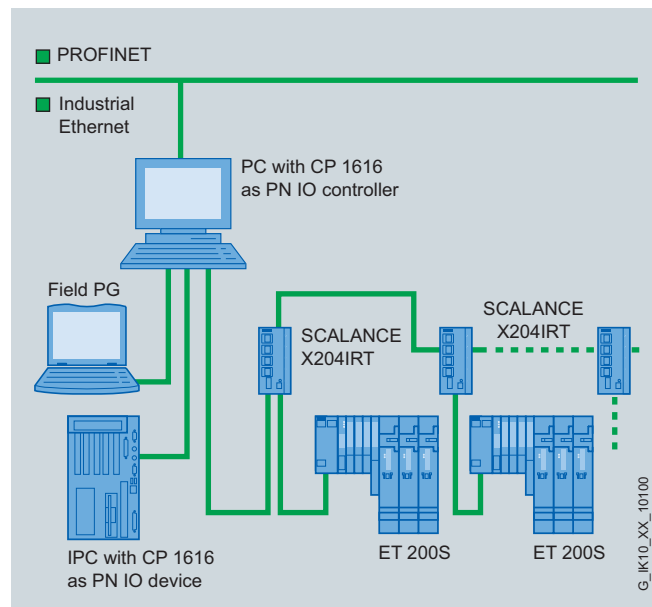 PROFINET
Industrial
Ethernet
PC with CP 1616
as PN IO controller
Field PG
SCALANCE
X204IRT
SCALANCE
X204IRT
IPC with CP 1616
as PN IO device
ET 200S
ET 200S
G_IK10_XX_10100